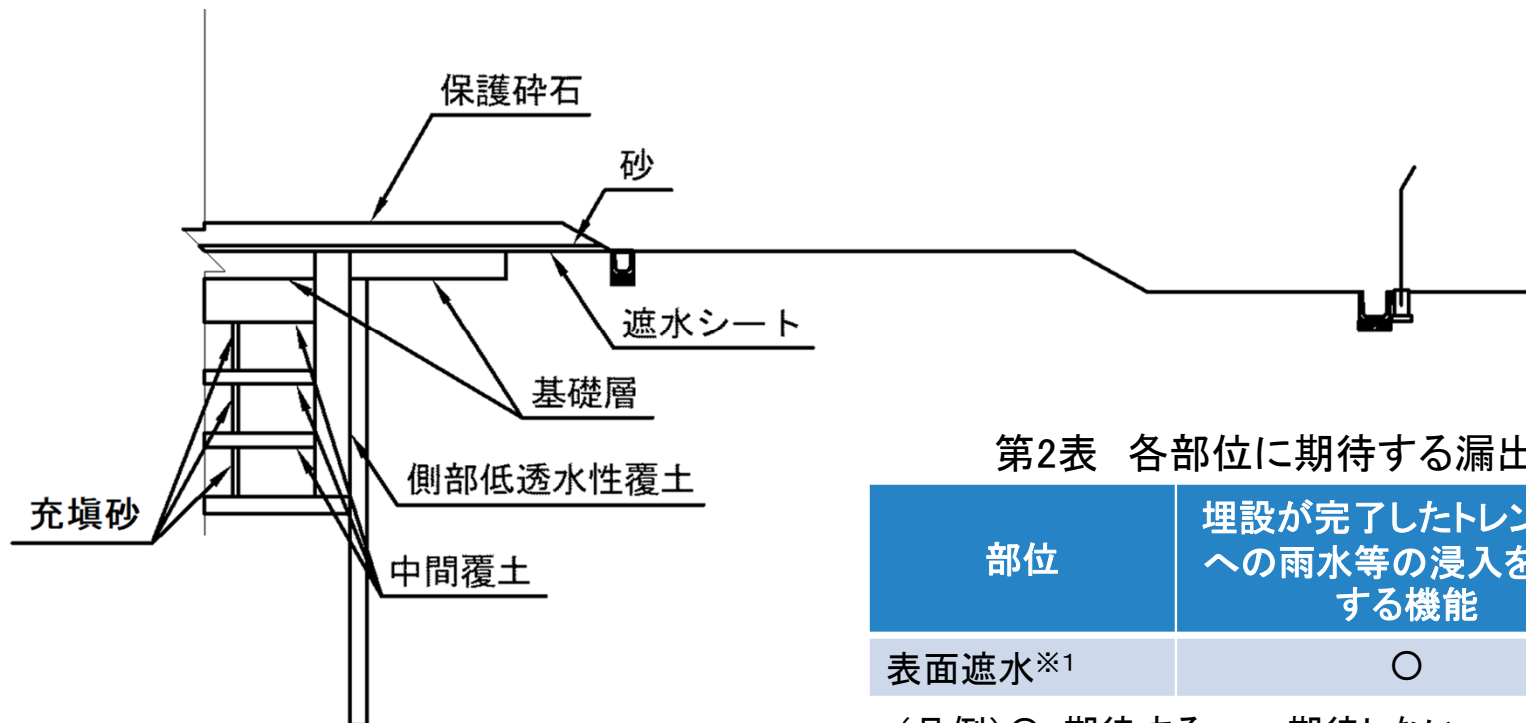 保護砕石
砂
遮水シート
基礎層
側部低透水性覆土
充塡砂
中間覆土
第2表 各部位に期待する漏出
部位
埋設が完了したトレン
への雨水等の浸入を
する機能
表面遮水※1
○